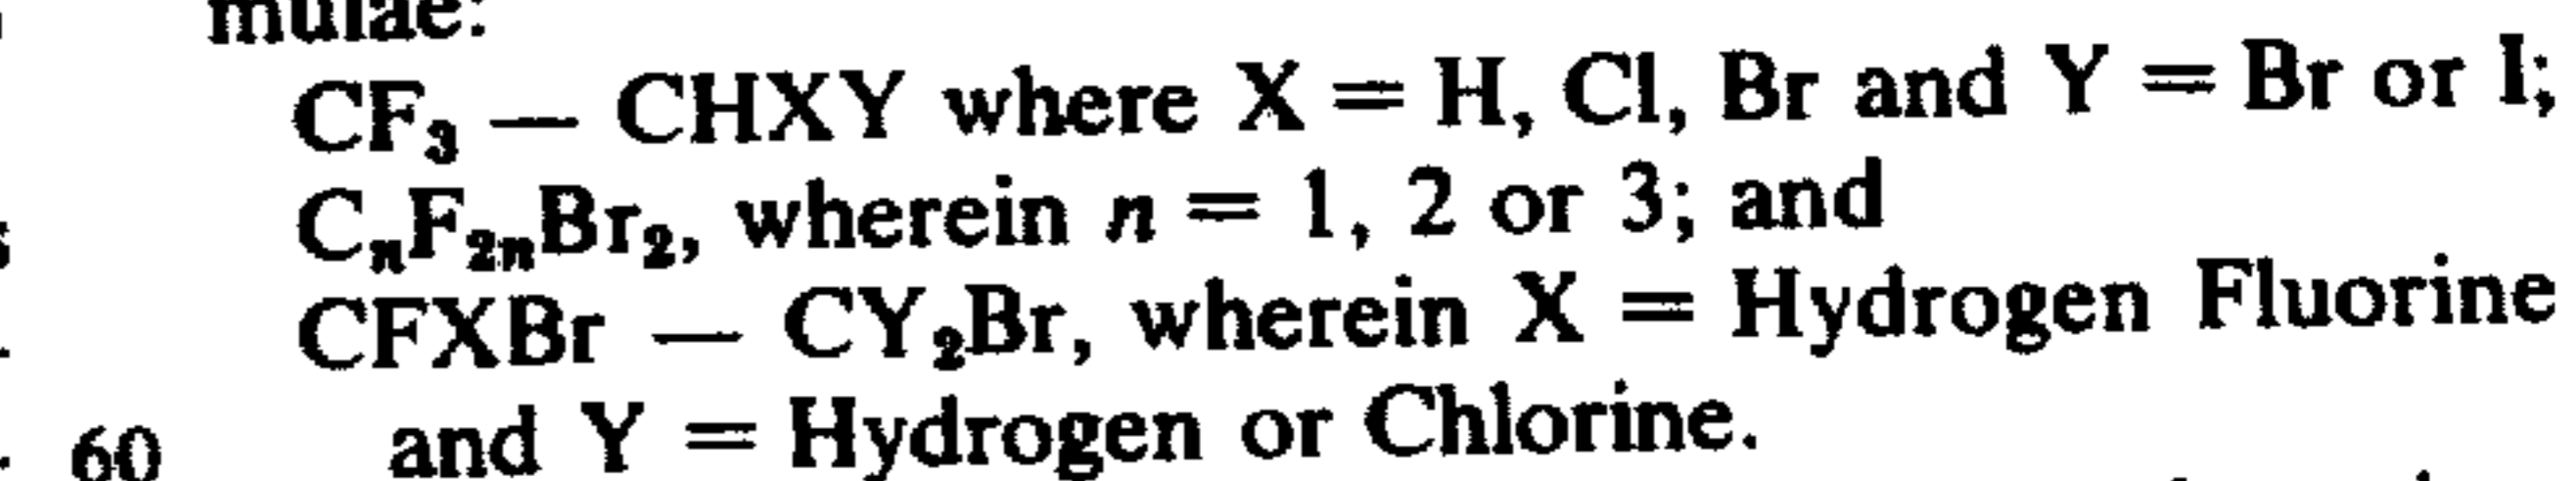 mulae:
CF₃ — CHXY where X = H, Cl, Br and Y = Br or I;
CₙF₂ₙBr₂, wherein n = 1, 2 or 3; and
CFXBr — CY₂Br, wherein X = Hydrogen Fluorine
60 and Y = Hydrogen or Chlorine.